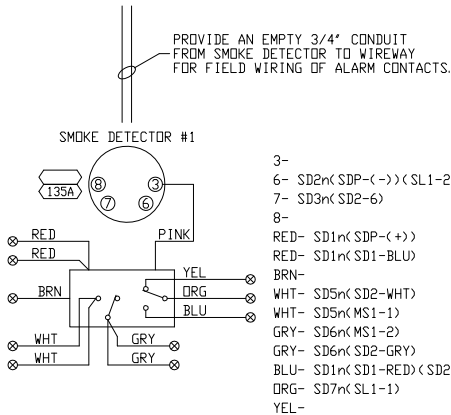 PROVIDE AN EMPTY 3/4" CONDUIT
FROM SMOKE DETECTOR TO WIREWAY
FOR FIELD WIRING OF ALARM CONTACTS.
SMOKE DETECTOR #1
135A
8
3
7
6
RED
RED
PINK
BRN
YEL
ORG
BLU
WHT
WHT
GRY
GRY
3-
6- SD2n(SDP-(-))(SL1-2
7- SD3n(SD2-6)
8-
RED- SD1n(SDP-(+))
RED- SD1n(SD1-BLU)
BRN-
WHT- SD5n(SD2-WHT)
WHT- SD5n(MS1-1)
GRY- SD6n(MS1-2)
GRY- SD6n(SD2-GRY)
BLU- SD1n(SD1-RED)(SD2
ORG- SD7n(SL1-1)
YEL-